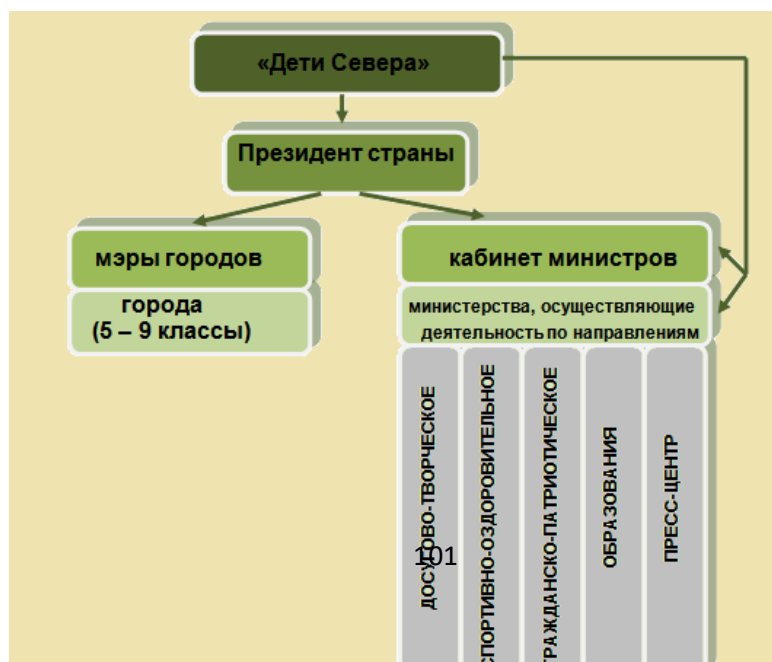 «Дети Севера»
Президент страны
мэры городов
города
(5 – 9 классы)
кабинет министров
министерства, осуществляющие
деятельность по направлениям
ДОСУГОВО-ТВОРЧЕСКОЕ
СПОРТИВНО-ОЗДОРОВИТЕЛЬНОЕ
ГРАЖДАНСКО-ПАТРИОТИЧЕСКОЕ
ОБРАЗОВАНИЯ
ПРЕСС-ЦЕНТР
101